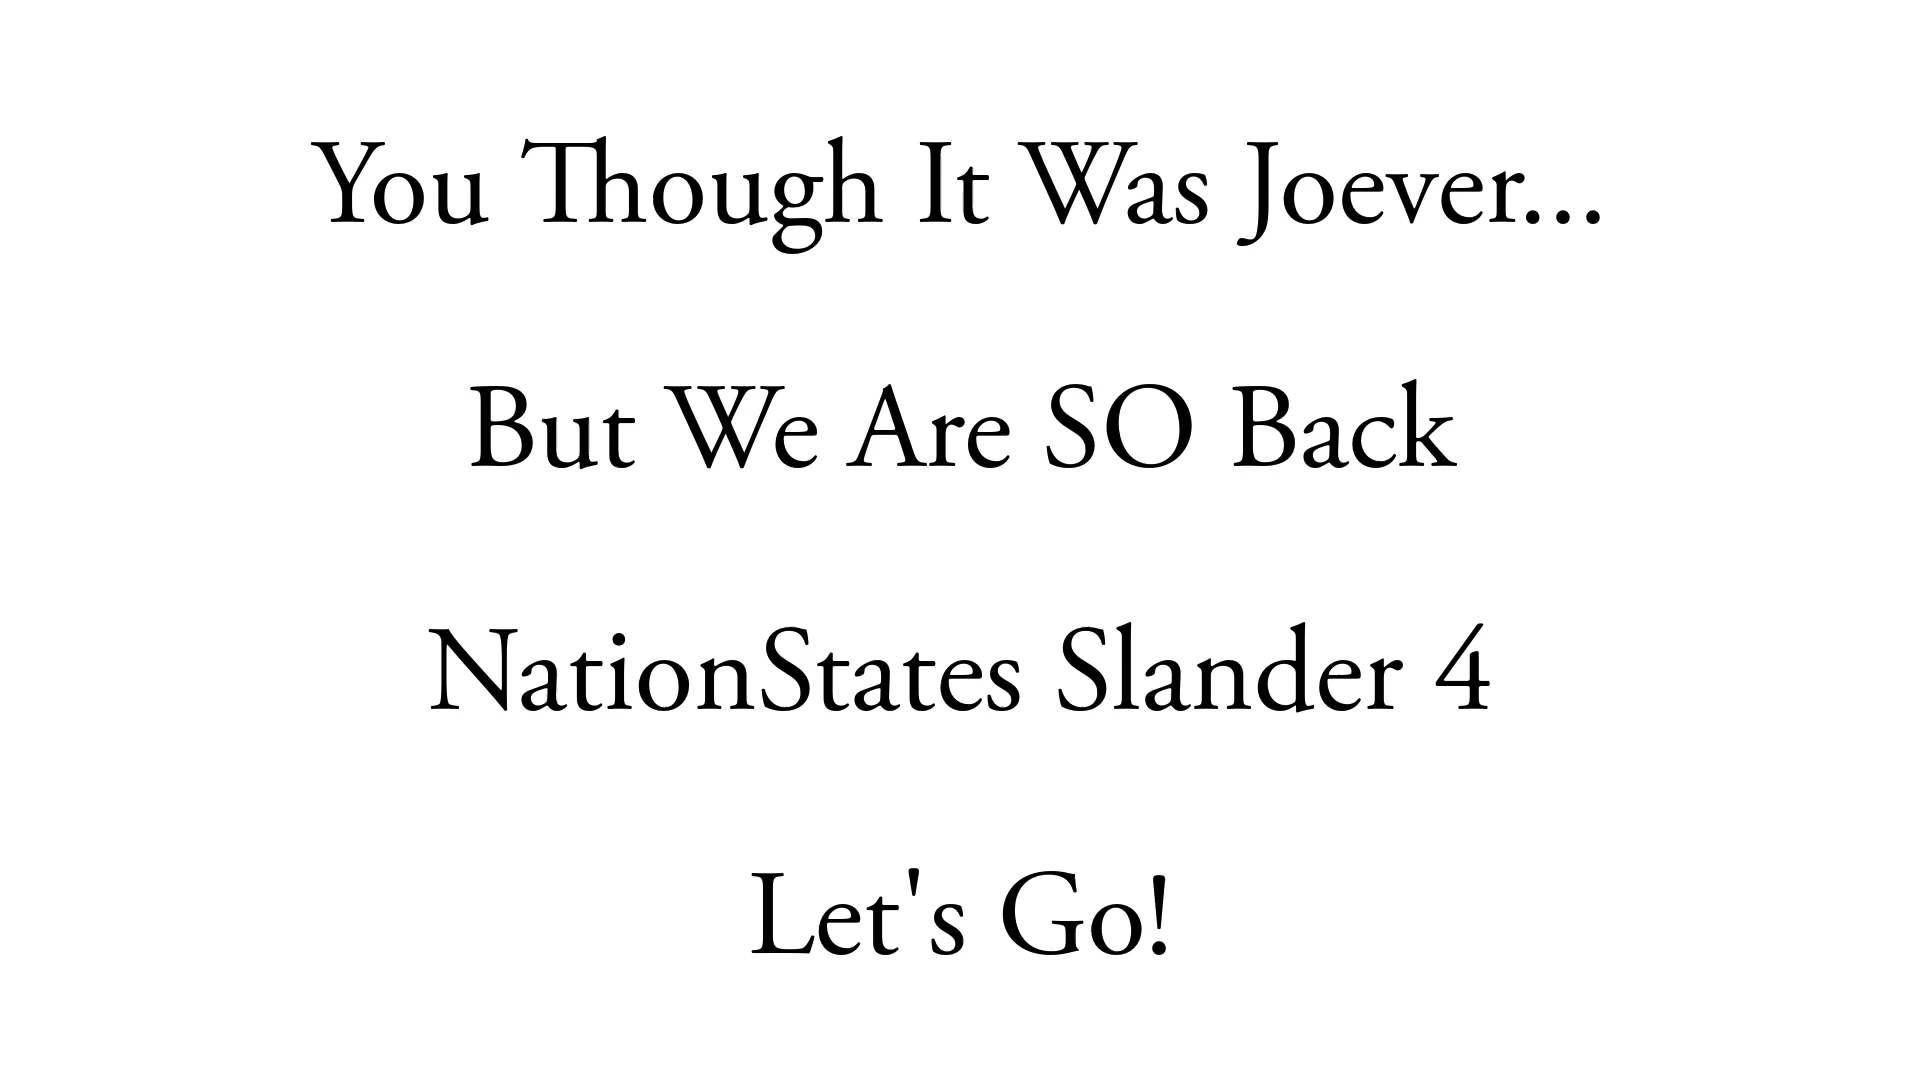 You Though It Was Joever...
But We Are SO Back
NationStates Slander 4
Let's Go!